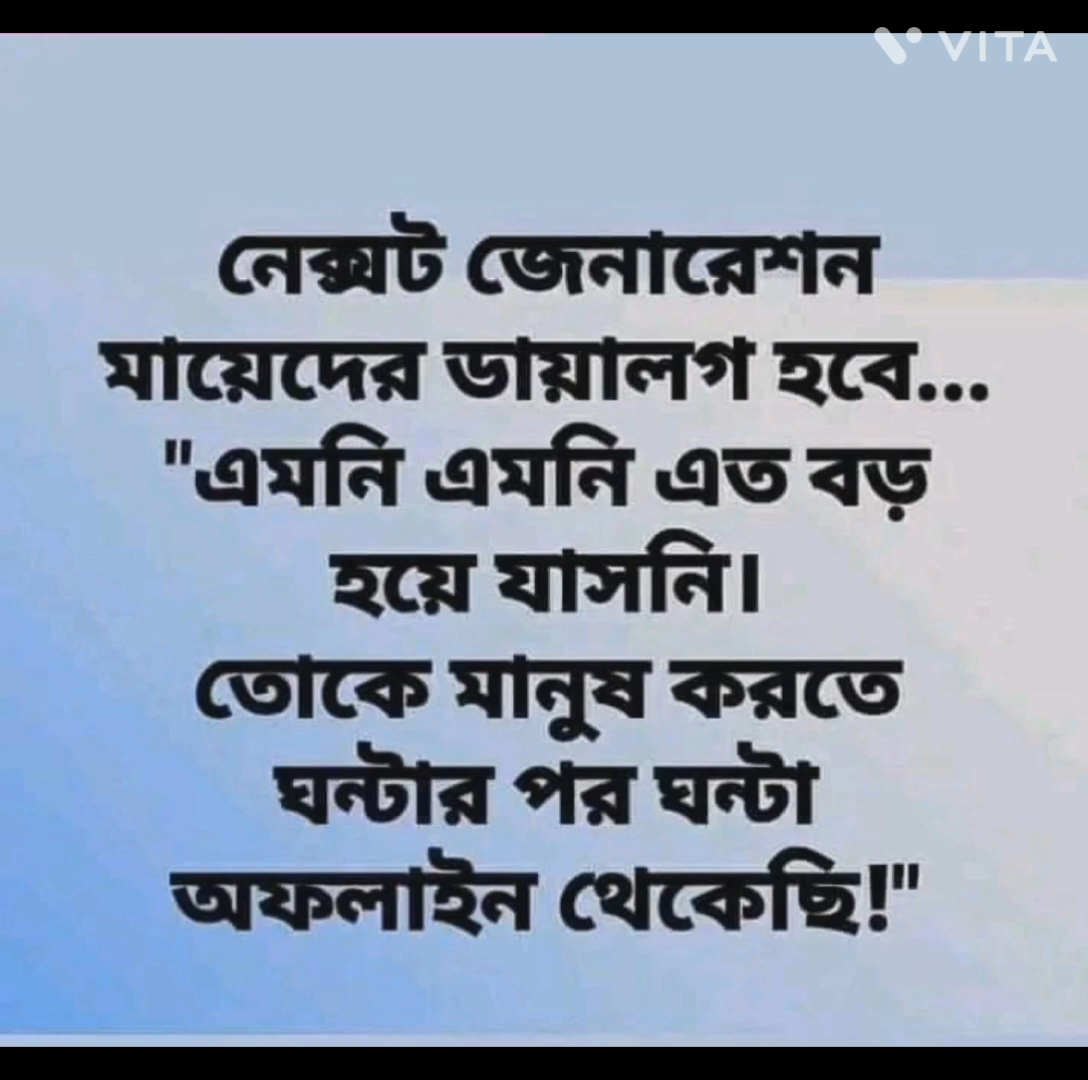 VITA
নেক্সট জেনারেশন
মায়েদের ডায়ালগ হবে...
"এমনি এমনি এত বড়
হয়ে যাসনি।
তোকে মানুষ করতে
ঘন্টার পর ঘন্টা
অফলাইন থেকেছি!"